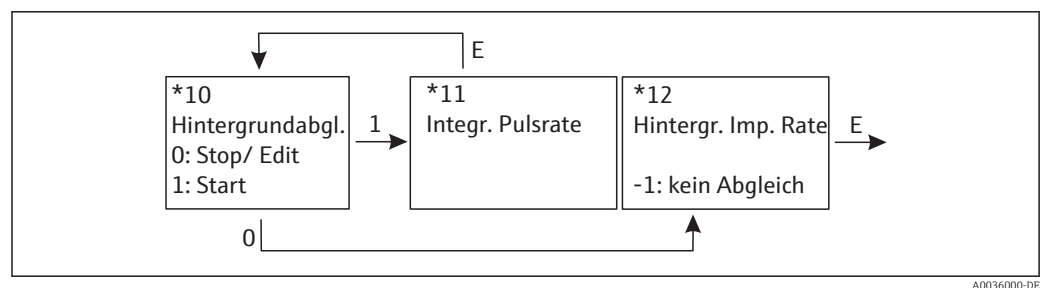 E
*10
Hintergrundabgl.
0: Stop/ Edit
1: Start
1
*11
Integr. Pulsrate
*12
Hintergr. Imp. Rate
-1: kein Abgleich
E
0
A0036000-DE